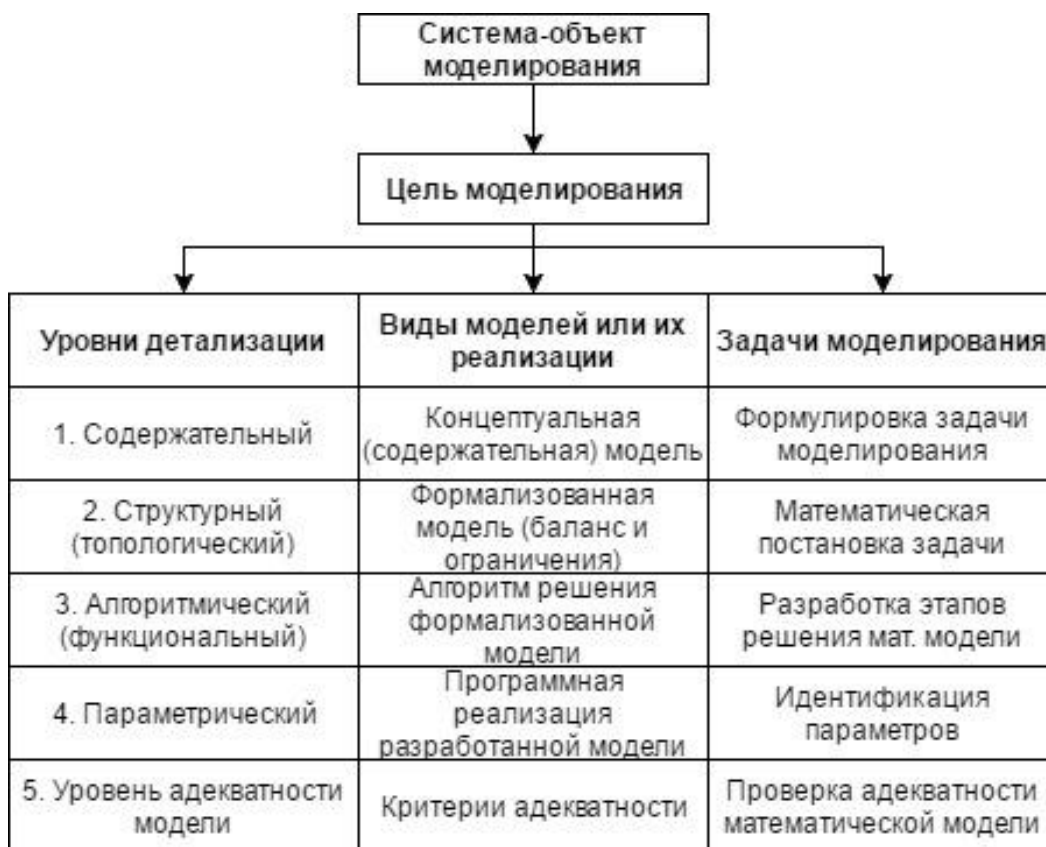 Система-объект
моделирования
Цель моделирования
Уровни детализации
Виды моделей или их
реализации
Задачи моделирования
1. Содержательный
Концептуальная
(содержательная) модель
Формулировка задачи
моделирования
2. Структурный
(топологический)
Формализованная
модель (баланс и
ограничения)
Математическая
постановка задачи
3. Алгоритмический
(функциональный)
Алгоритм решения
формализованной
модели
Разработка этапов
решения мат. модели
4. Параметрический
Программная
реализация
разработанной модели
Идентификация
параметров
5. Уровень адекватности
модели
Критерии адекватности
Проверка адекватности
математической модели